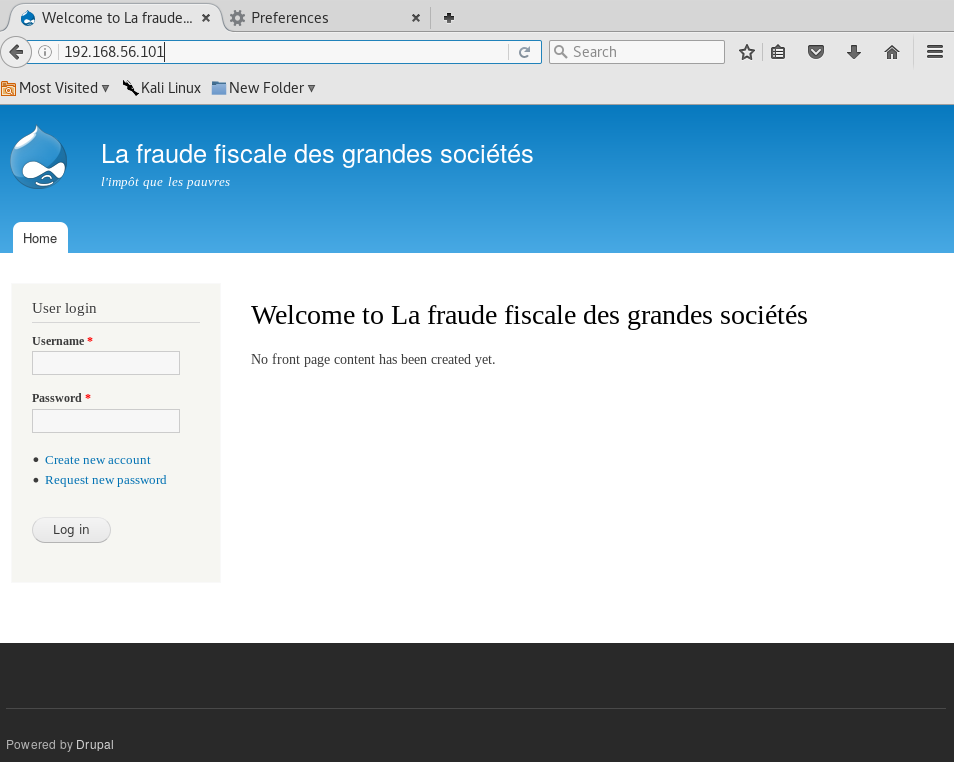 Welcome to La fraude...
Preferences
192.168.56.101
Search
Most Visited
Kali Linux
New Folder
La fraude fiscale des grandes sociétés
l'impôt que les pauvres
Home
User login
Username *
Password *
Create new account
Request new password
Log in
Welcome to La fraude fiscale des grandes sociétés
No front page content has been created yet.
Powered by Drupal